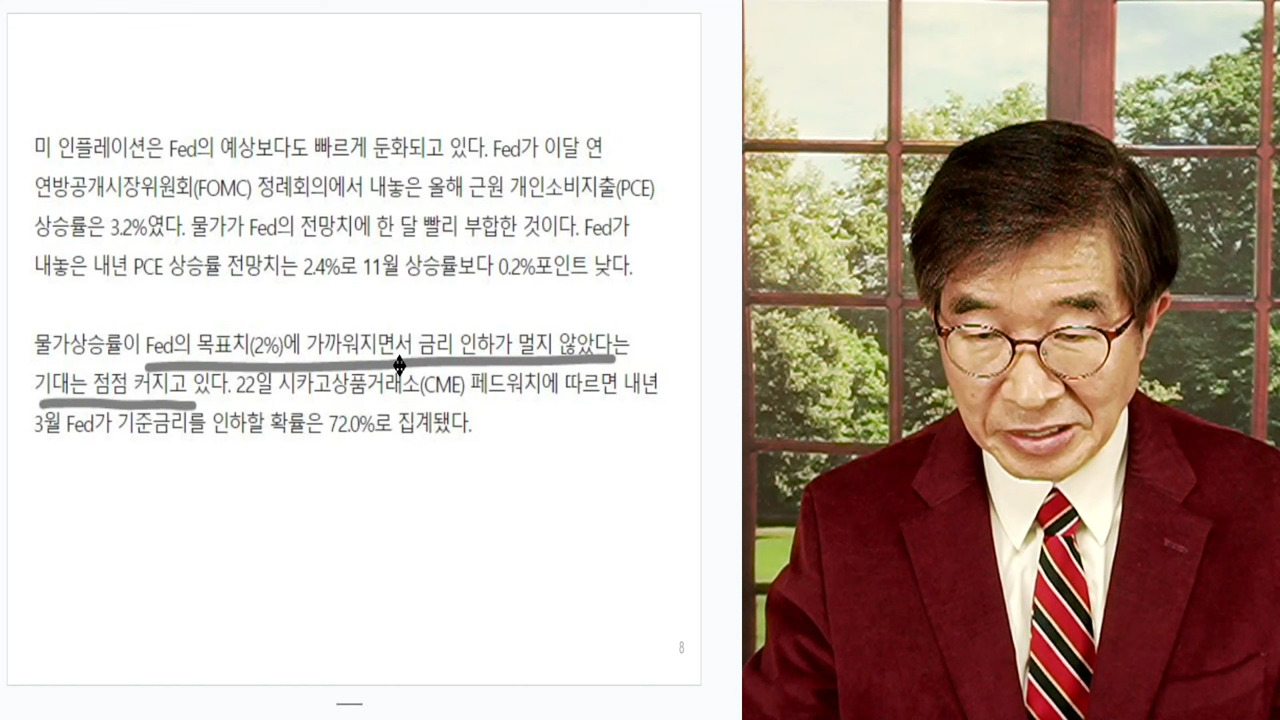 미 인플레이션은 Fed의 예상보다도 빠르게 둔화되고 있다. Fed가 이달 연
연방공개시장위원회(FOMC) 정례회의에서 내놓은 올해 근원 개인소비지출(PCE)
상승률은 3.2%였다. 물가가 Fed의 전망치에 한 달 빨리 부합한 것이다. Fed가
내놓은 내년 PCE 상승률 전망치는 2.4%로 11월 상승률보다 0.2%포인트 낮다.
물가상승률이 Fed의 목표치(2%)에 가까워지면서 금리 인하가 멀지 않았다는
기대는 점점 커지고 있다. 22일 시카고상품거래소(CME) 페드워치에 따르면 내년
3월 Fed가 기준금리를 인하할 확률은 72.0%로 집계됐다.
8